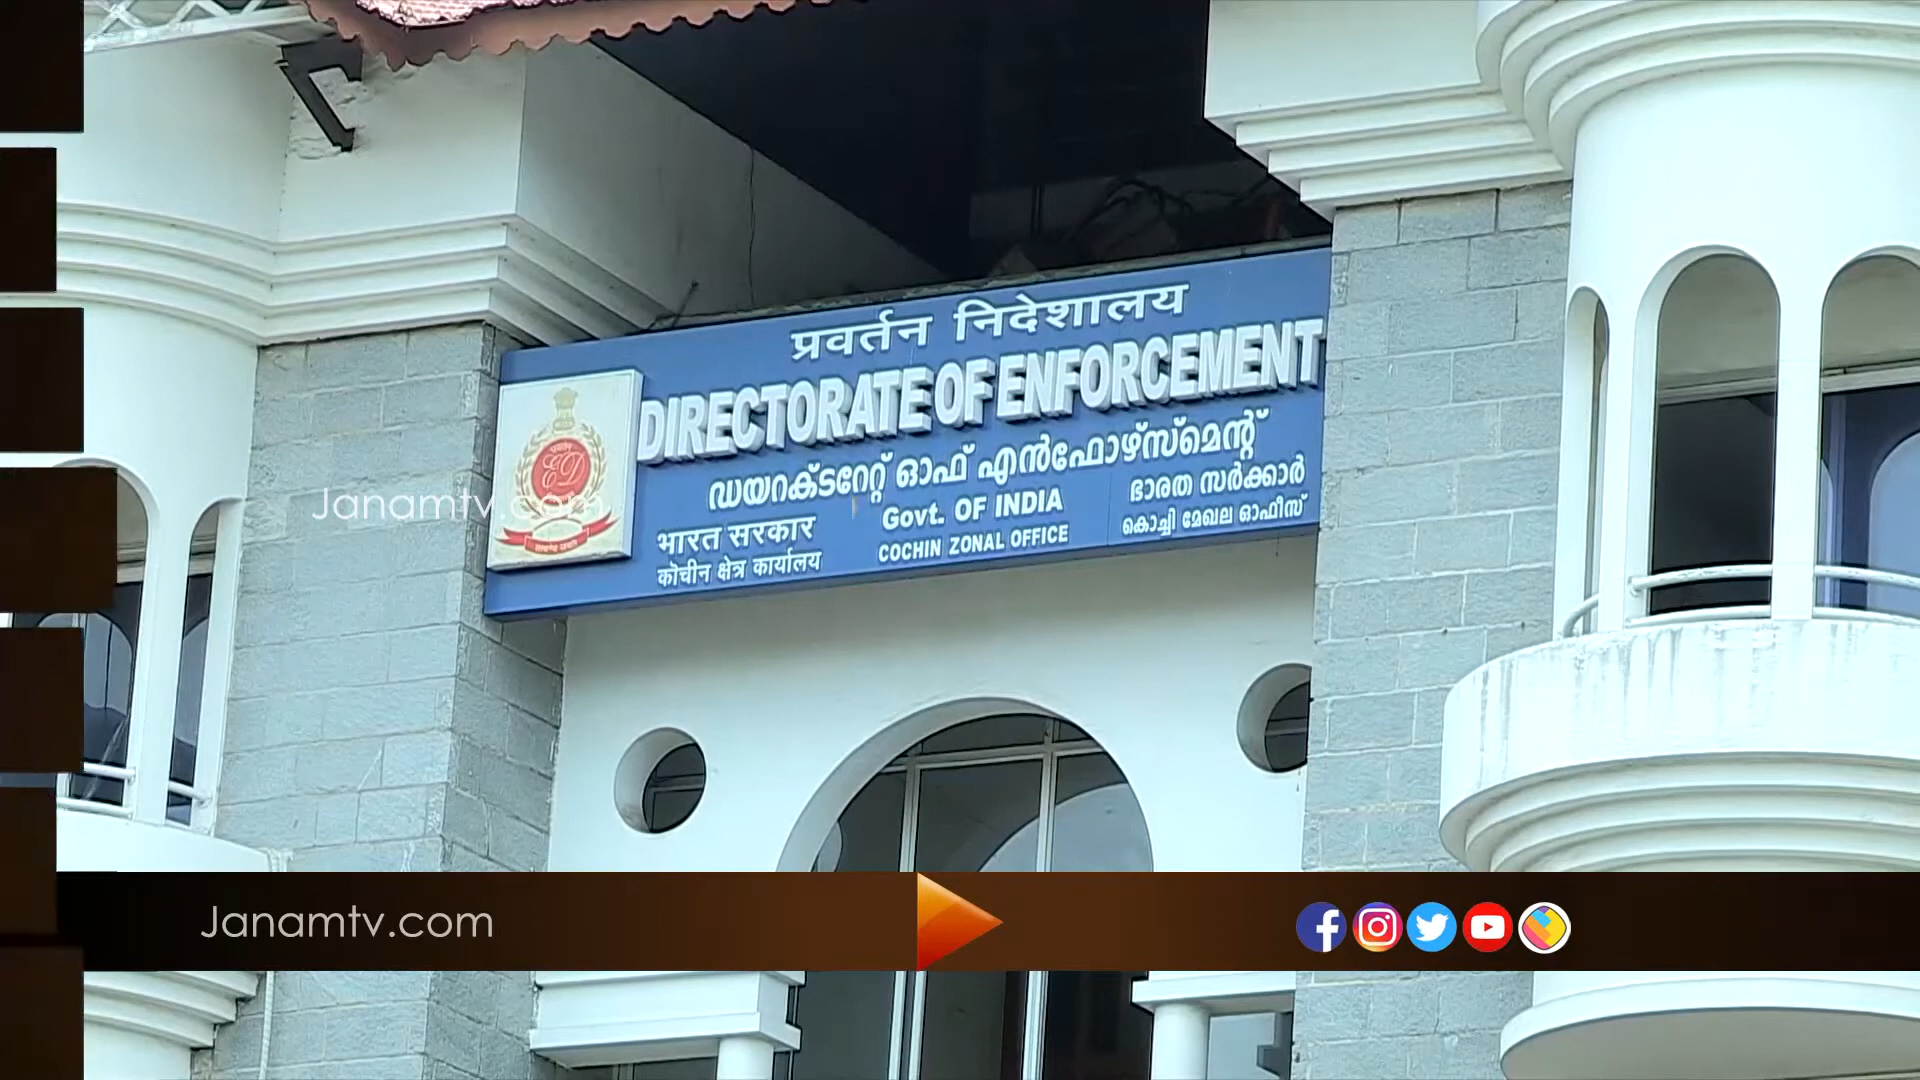 प्रवर्तन निदेशालय
DIRECTORATE OF ENFORCEMENT
ഡയറക്ടറേറ്റ് ഓഫ് എൻഫോഴ്സ്മെന്റ്
भारत सरकार
कोचीन क्षेत्र कार्यालय
Govt. OF INDIA
COCHIN ZONAL OFFICE
ഭാരത സർക്കാർ
കൊച്ചി മേഖല ഓഫീസ്
ED
Janamtv.com
Janamtv.com